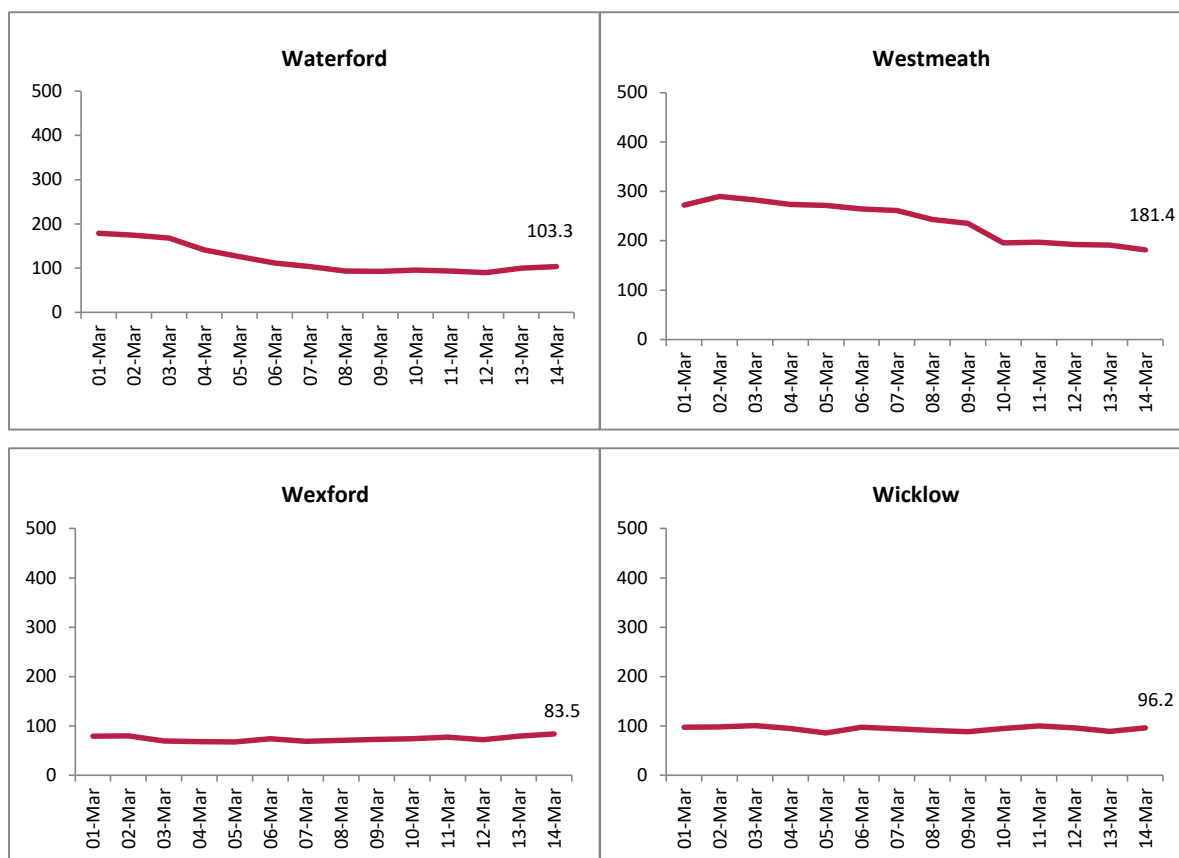 Waterford
500
400
300
200
100
0
103.3
01-Mar
02-Mar
03-Mar
04-Mar
05-Mar
06-Mar
07-Mar
08-Mar
09-Mar
10-Mar
11-Mar
12-Mar
13-Mar
14-Mar
Westmeath
500
400
300
200
100
0
181.4
01-Mar
02-Mar
03-Mar
04-Mar
05-Mar
06-Mar
07-Mar
08-Mar
09-Mar
10-Mar
11-Mar
12-Mar
13-Mar
14-Mar
Wexford
500
400
300
200
100
0
83.5
01-Mar
02-Mar
03-Mar
04-Mar
05-Mar
06-Mar
07-Mar
08-Mar
09-Mar
10-Mar
11-Mar
12-Mar
13-Mar
14-Mar
Wicklow
500
400
300
200
100
0
96.2
01-Mar
02-Mar
03-Mar
04-Mar
05-Mar
06-Mar
07-Mar
08-Mar
09-Mar
10-Mar
11-Mar
12-Mar
13-Mar
14-Mar